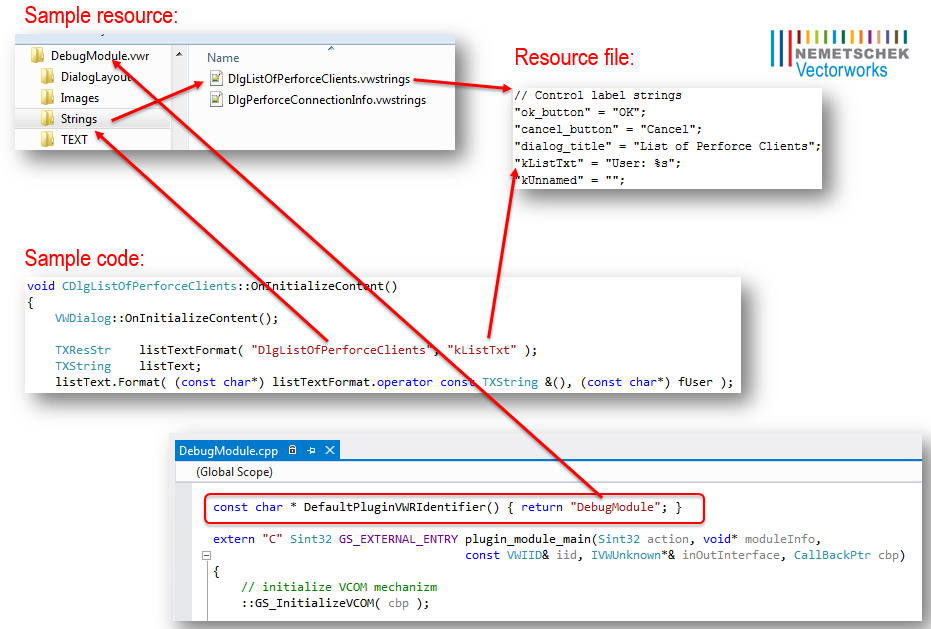 Sample resource:
DebugModule.vwr
DialogLayout
Images
Strings
TEXT
Name
DlgListOfPerforceClients.vwstrings
DlgPerforceConnectionInfo.vwstrings
Resource file:
NEMETSCHEK
Vectorworks
// Control label strings
"ok_button" = "OK";
"cancel_button" = "Cancel";
"dialog_title" = "List of Perforce Clients";
"kListTxt" = "User: %s";
"kUnnamed" = "";
Sample code:
void CDlgListOfPerforceClients::OnInitializeContent()
{
VWDialog::OnInitializeContent();
TXResStr listTextFormat( "DlgListOfPerforceClients", "kListTxt" );
TXString listText;
listText.Format( (const char*) listTextFormat.operator const TXString &(), (const char*) fUser );
DebugModule.cpp
(Global Scope)
const char * DefaultPluginVWRIdentifier() { return "DebugModule"; }
extern "C" Sint32 GS_EXTERNAL_ENTRY plugin_module_main(Sint32 action, void* moduleInfo,
const VWIID& iid, IVWUnknown*& inOutInterface, CallBackPtr cbp)
{
// initialize VCOM mechanizm
::GS_InitializeVCOM( cbp );